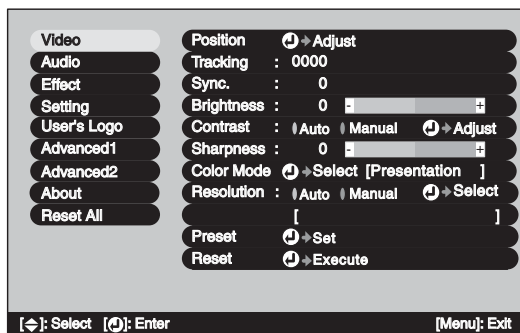 Video
Audio
Effect
Setting
User's Logo
Advanced1
Advanced2
About
Reset All
Position Adjust
Tracking : 0000
Sync. : 0
Brightness : 0 - +
Contrast : Auto Manual Adjust
Sharpness : 0 - +
Color Mode Select [Presentation ]
Resolution : Auto Manual Select
[ ]
Preset Set
Reset Execute
[ ]: Select [ ]: Enter [Menu]: Exit